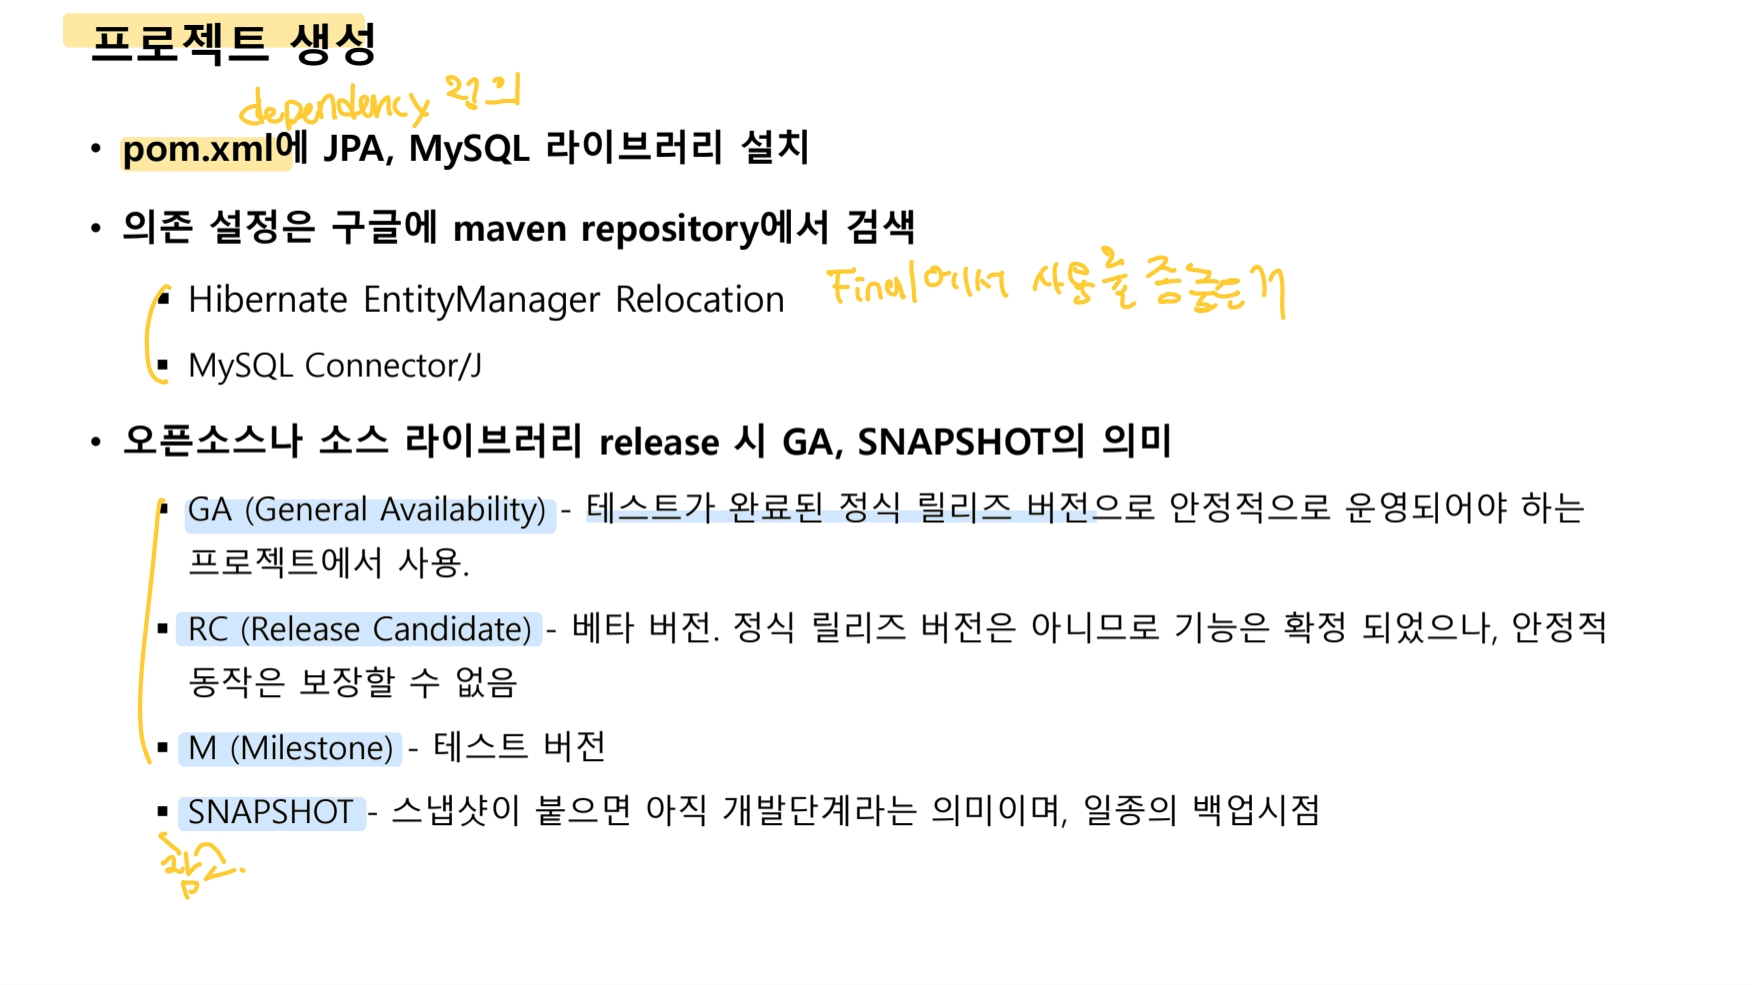 프로젝트 생성
dependency 정의
• pom.xml에 JPA, MySQL 라이브러리 설치
• 의존 설정은 구글에 maven repository에서 검색
Final에서 사용률
▪ Hibernate EntityManager Relocation
▪ MySQL Connector/J
• 오픈소스나 소스 라이브러리 release 시 GA, SNAPSHOT의 의미
▪ GA (General Availability) - 테스트가 완료된 정식 릴리즈 버전으로 안정적으로 운영되어야 하는
프로젝트에서 사용.
▪ RC (Release Candidate) - 베타 버전. 정식 릴리즈 버전은 아니므로 기능은 확정 되었으나, 안정적
동작은 보장할 수 없음
▪ M (Milestone) - 테스트 버전
▪ SNAPSHOT - 스냅샷이 붙으면 아직 개발단계라는 의미이며, 일종의 백업시점
참고.